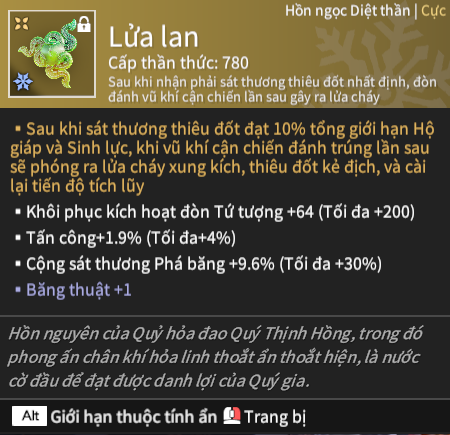 Hồn ngọc Diệt thần | Cực
Lửa lan
Cấp thần thức: 780
Sau khi nhận phải sát thương thiêu đốt nhất định, đòn
đánh vũ khí cận chiến lần sau gây ra lửa cháy
▪ Sau khi sát thương thiêu đốt đạt 10% tổng giới hạn Hộ
giáp và Sinh lực, khi vũ khí cận chiến đánh trúng lần sau
sẽ phóng ra lửa cháy xung kích, thiêu đốt kẻ địch, và cài
lại tiến độ tích lũy
▪ Khôi phục kích hoạt đòn Tứ tượng +64 (Tối đa +200)
▪ Tấn công+1.9% (Tối đa+4%)
▪ Cộng sát thương Phá băng +9.6% (Tối đa +30%)
▪ Băng thuật +1
Hồn nguyên của Quỷ hỏa đao Quý Thịnh Hồng, trong đó
phong ấn chân khí hỏa linh thoắt ẩn thoắt hiện, là nước
cờ đầu để đạt được danh lợi của Quý gia.
Alt Giới hạn thuộc tính ẩn Trang bị